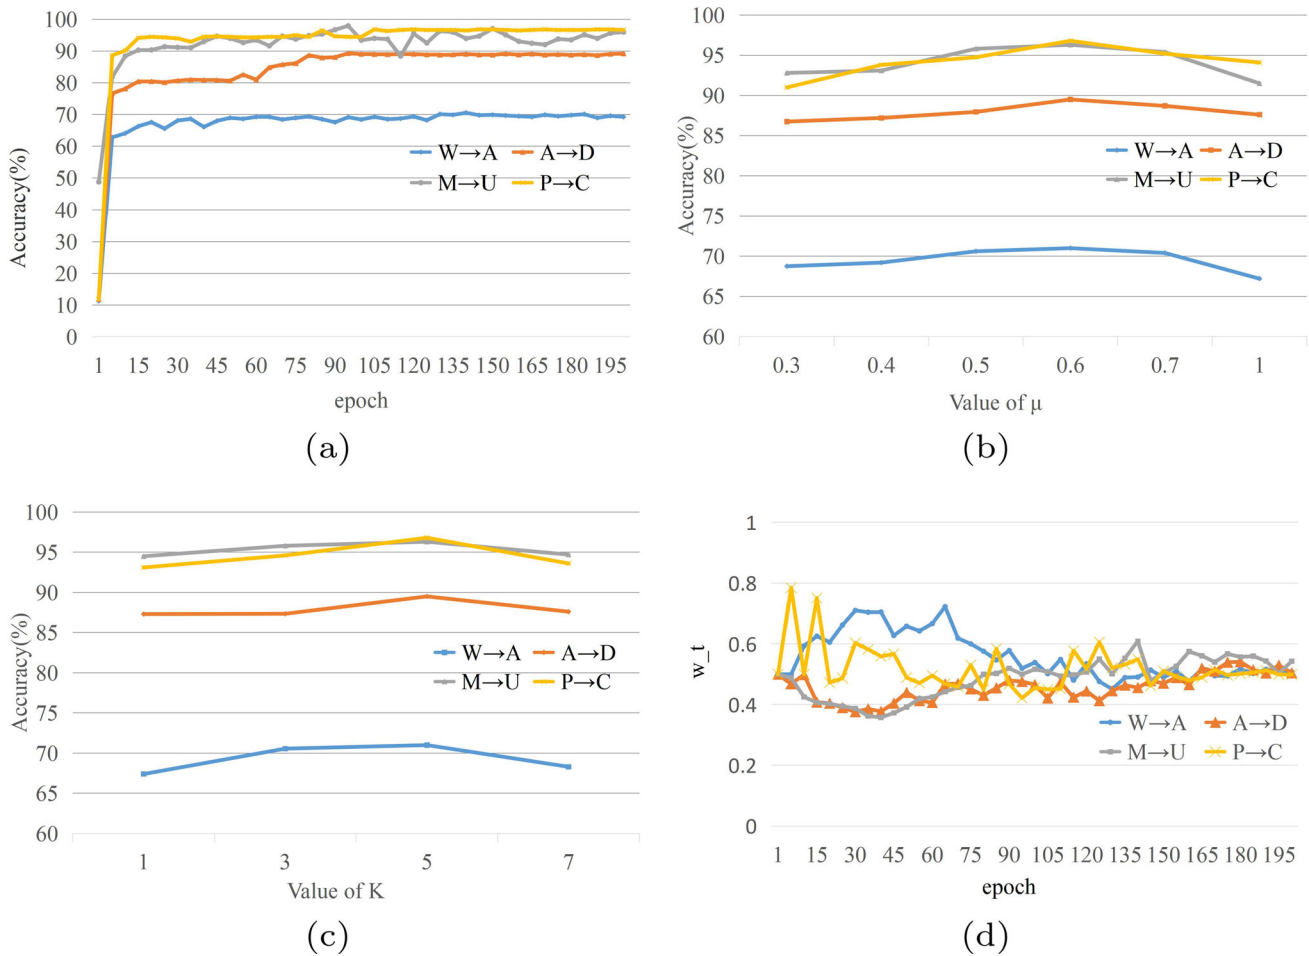 100
90
80
70
60
50
40
30
20
10
0
Accuracy(%)
W→A A→D
M→U P→C
1 15 30 45 60 75 90 105 120 135 150 165 180 195
epoch
(a)
100
95
90
85
80
75
70
65
60
Accuracy(%)
W→A A→D
M→U P→C
0.3 0.4 0.5 0.6 0.7 1
Value of μ
(b)
100
95
90
85
80
75
70
65
60
Accuracy(%)
W→A A→D
M→U P→C
1 3 5 7
Value of K
(c)
1
0.8
0.6
0.4
0.2
0
w_t
W→A A→D
M→U P→C
1 15 30 45 60 75 90 105 120 135 150 165 180 195
epoch
(d)